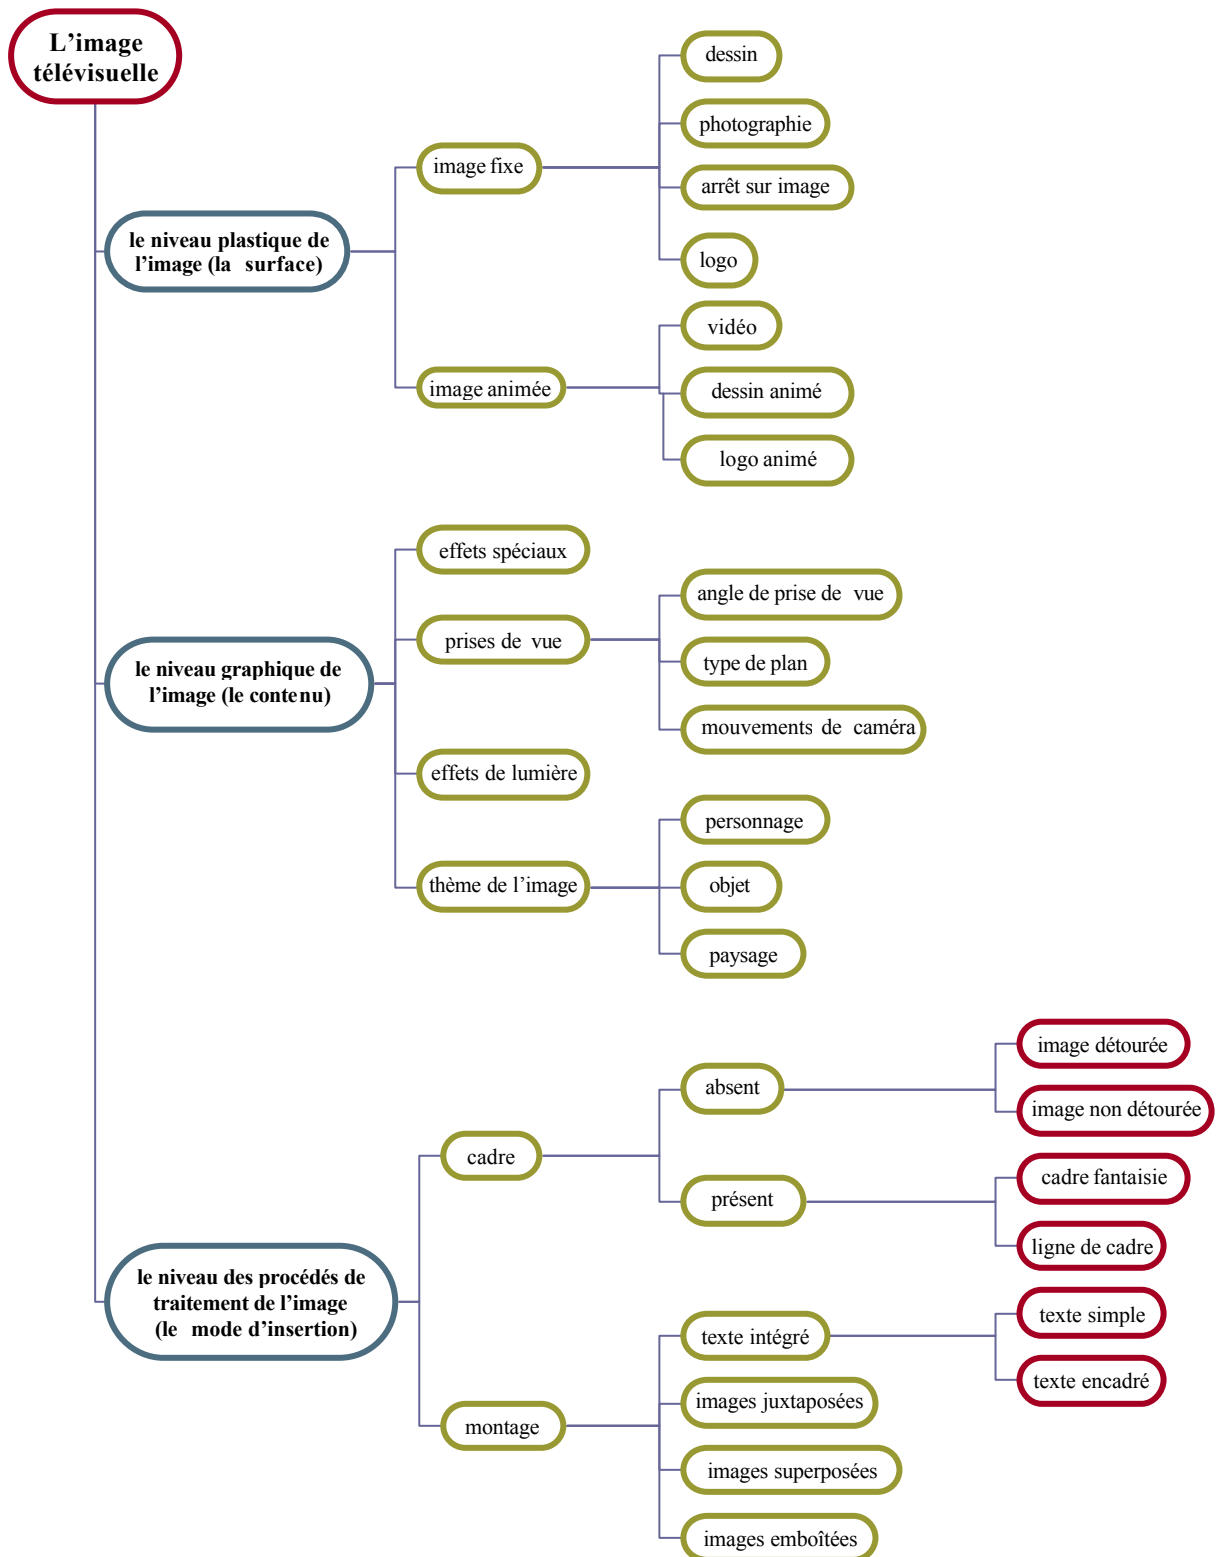 L’image
télévisuelle
le niveau plastique de
l’image (la surface)
image fixe
dessin
photographie
arrêt sur image
logo
image animée
vidéo
dessin animé
logo animé
le niveau graphique de
l’image (le contenu)
effets spéciaux
prises de vue
angle de prise de vue
type de plan
mouvements de caméra
effets de lumière
thème de l’image
personnage
objet
paysage
le niveau des procédés de
traitement de l’image
(le mode d’insertion)
cadre
absent
image détourée
image non détourée
présent
cadre fantaisie
ligne de cadre
montage
texte intégré
texte simple
texte encadré
images juxtaposées
images superposées
images emboîtées